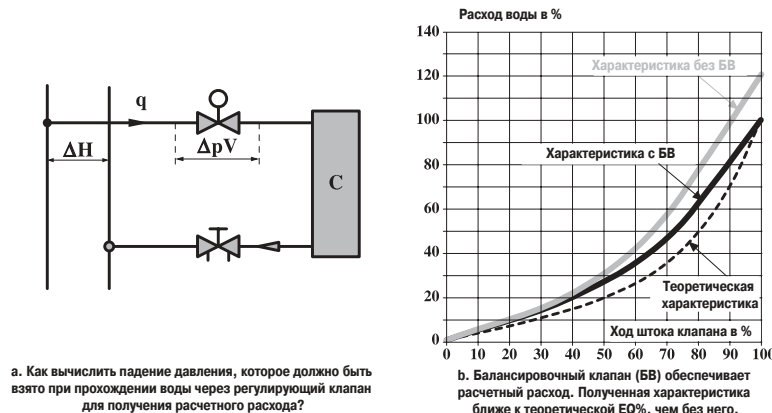 q
ΔH
ΔpV
C
a. Как вычислить падение давления, которое должно быть
взято при прохождении воды через регулирующий клапан
для получения расчетного расхода?
Расход воды в %
140
120
100
80
60
40
20
0
Характеристика без БВ
Характеристика с БВ
Теоретическая
характеристика
Ход штока клапана в %
0 10 20 30 40 50 60 70 80 90 100
b. Балансировочный клапан (БВ) обеспечивает
расчетный расход. Полученная характеристика
ближе к теоретической EQ%, чем без него.